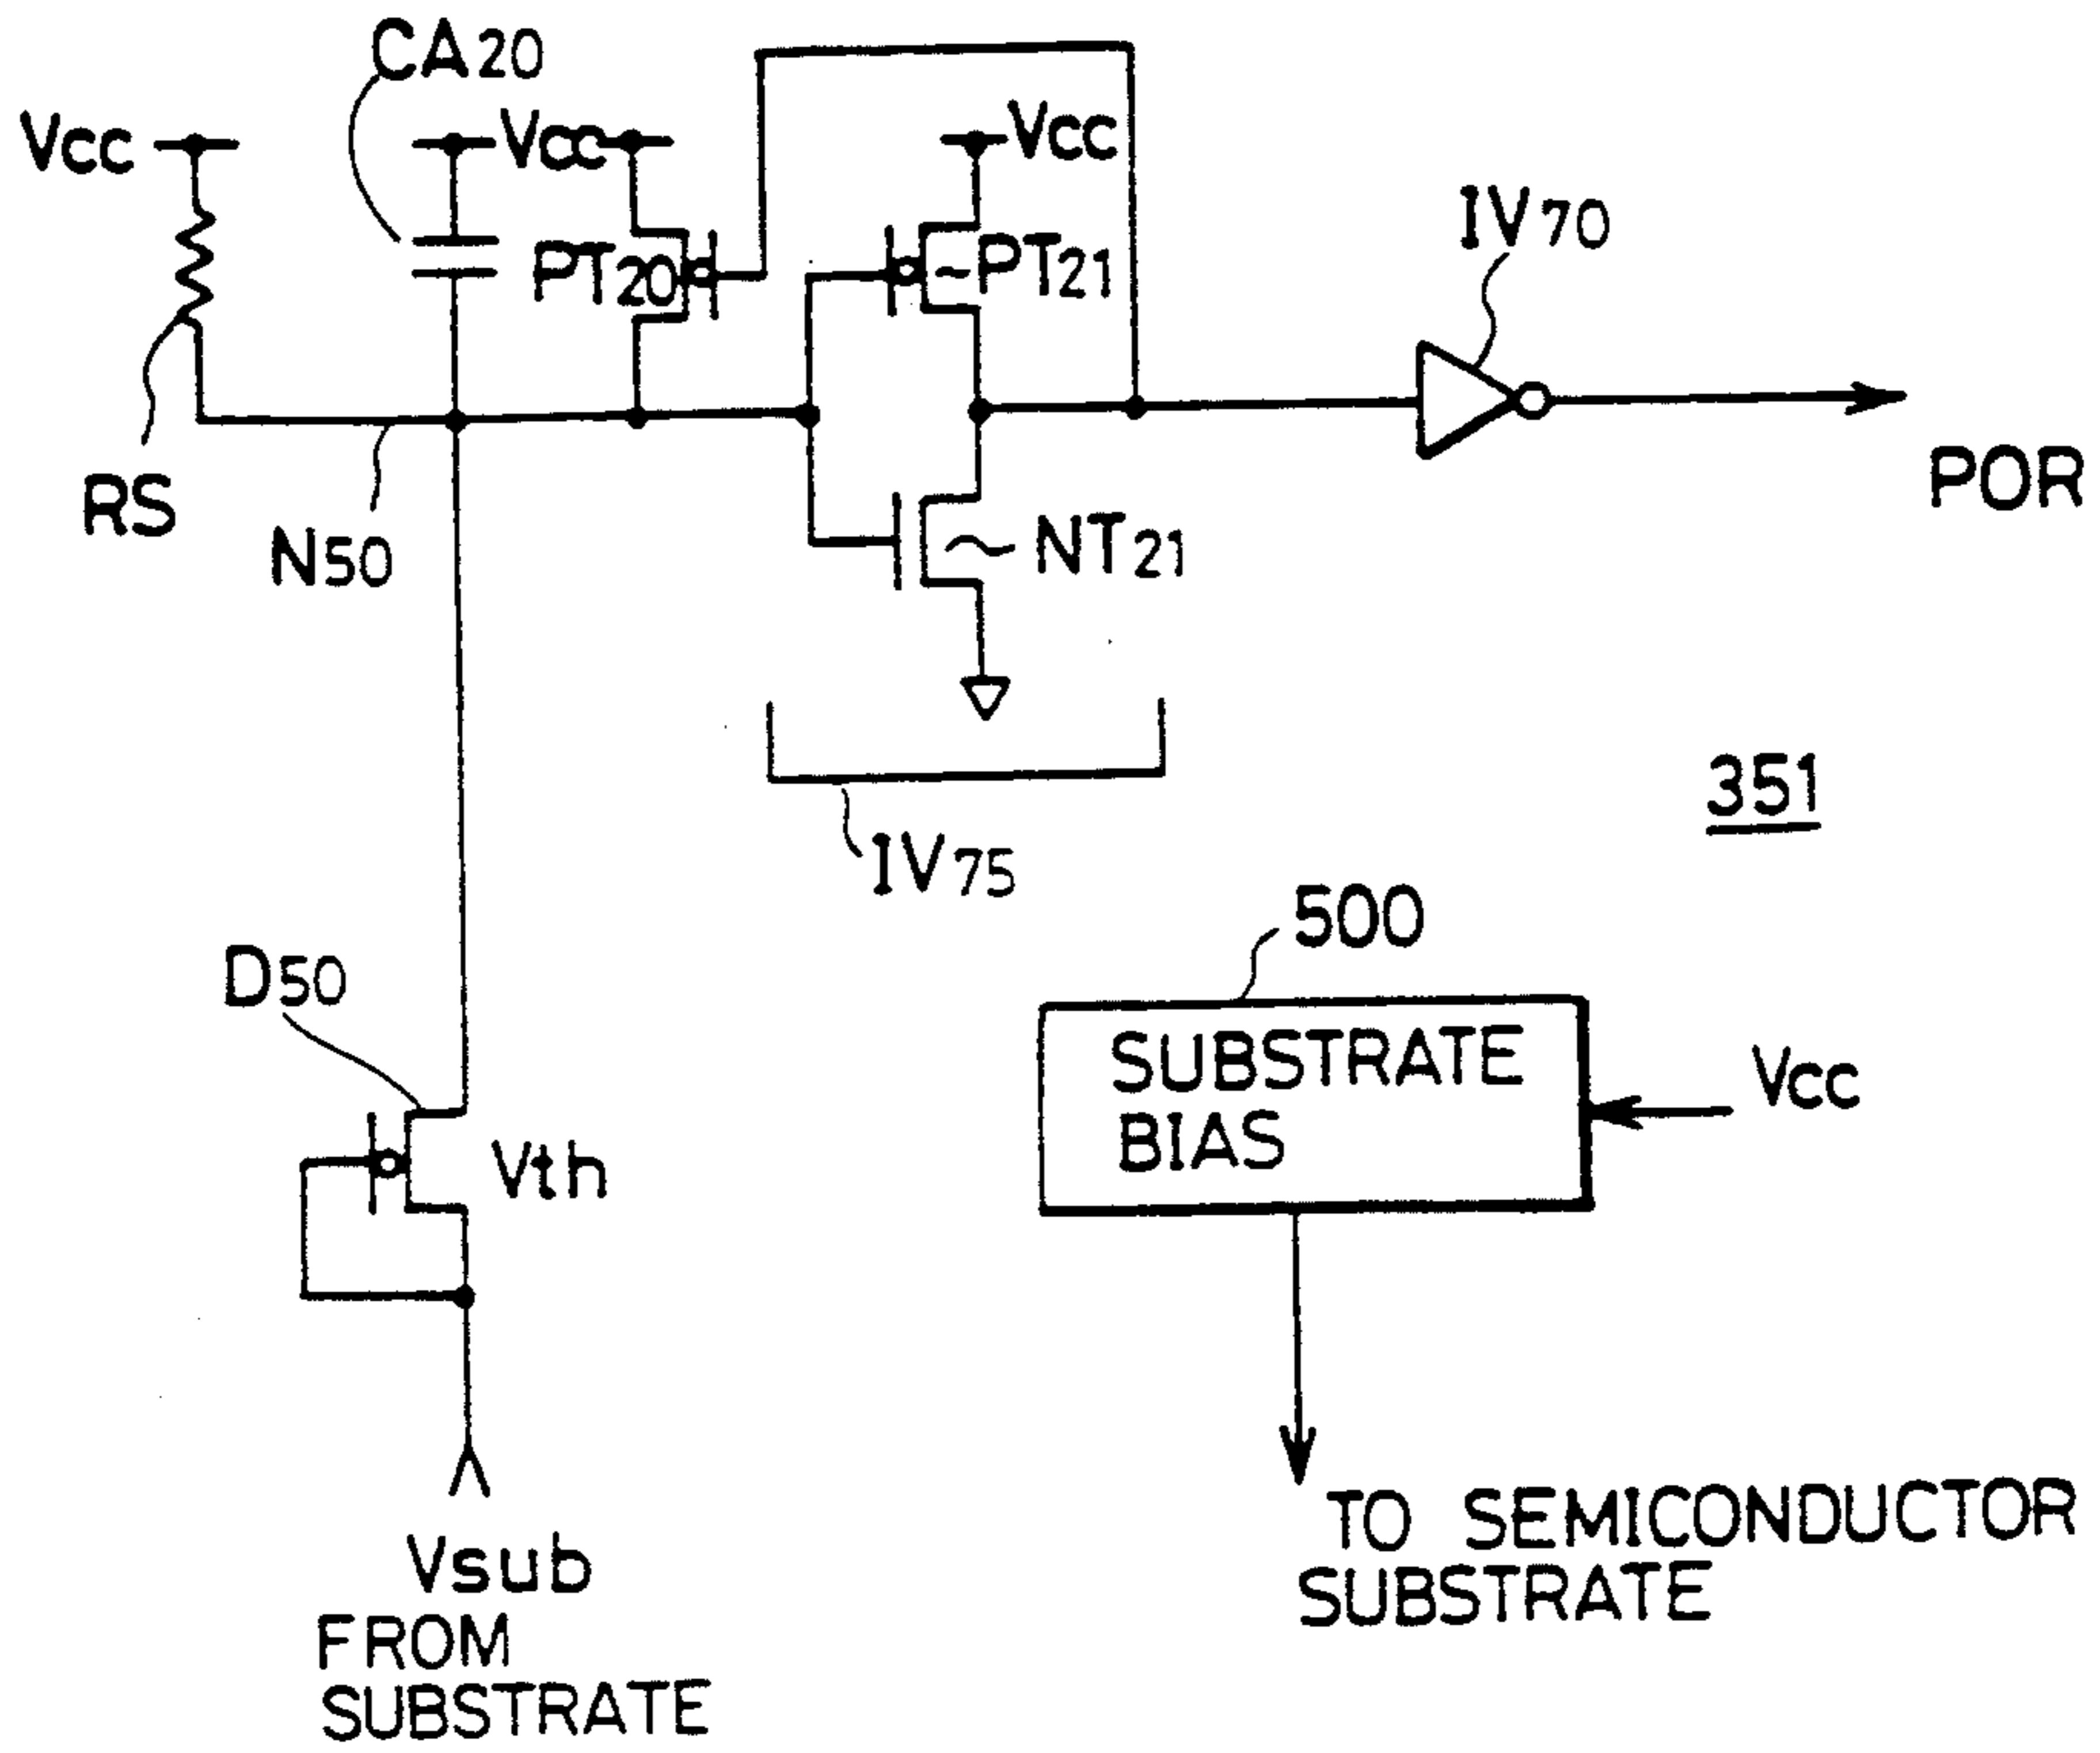 CA20
Vcc
Vcc
Vcc
IV70
PT20
PT21
RS
N50
POR
NT21
351
IV75
500
D50
SUBSTRATE
BIAS
Vcc
Vth
TO SEMICONDUCTOR
SUBSTRATE
Vsub
FROM
SUBSTRATE